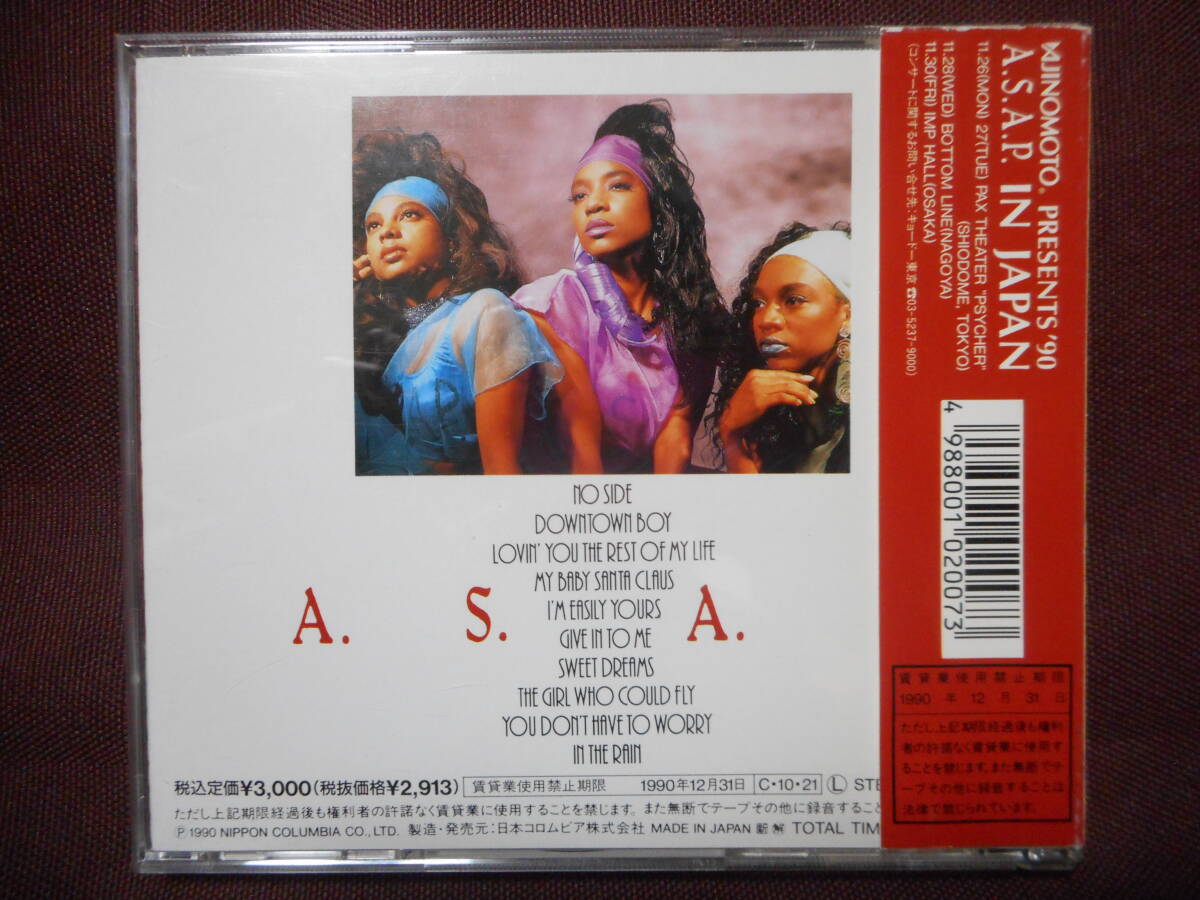 NO SIDE
DOWNTOWN BOY
LOVIN' YOU THE REST OF MY LIFE
MY BABY SANTA CLAUS
I'M EASILY YOURS
GIVE IN TO ME
SWEET DREAMS
THE GIRL WHO COULD FLY
YOU DON'T HAVE TO WORRY
IN THE RAIN
A. S. A.
税込定価¥3,000(税抜価格¥2,913) 賃貸業使用禁止期限 1990年12月31日 C・10・21 L STE
ただし上記期限経過後も権利者の許諾なく賃貸業に使用することを禁じます。また無断でテープその他に録音すること
Ⓟ 1990 NIPPON COLUMBIA CO., LTD. 製造・発売元:日本コロムビア株式会社 MADE IN JAPAN TOTAL TIM
AJINOMOTO® PRESENTS '90
A.S.A.P. IN JAPAN
11.26(MON) 27(TUE) PAX THEATER "PSYCHER"
(SHIODOME, TOKYO)
11.28(WED) BOTTOM LINE(NAGOYA)
11.30(FRI) IMP HALL(OSAKA)
(コンサートに関するお問い合せ先:キョードー東京 ☎03-5237-9000)
4 988001 020073
賃貸業使用禁止期限
1990年12月31日
ただし上記期限経過後も権利
者の許諾なく賃貸業に使用す
ることを禁じます。また無断でテ
ープその他に録音することは
法律で禁じられています。